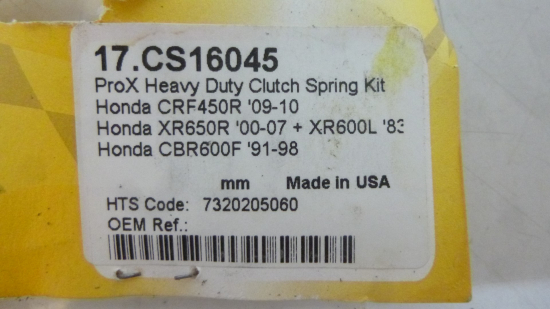 17.CS16045
ProX Heavy Duty Clutch Spring Kit
Honda CRF450R '09-10
Honda XR650R '00-07 + XR600L '83
Honda CBR600F '91-98
mm Made in USA
HTS Code: 7320205060
OEM Ref.: